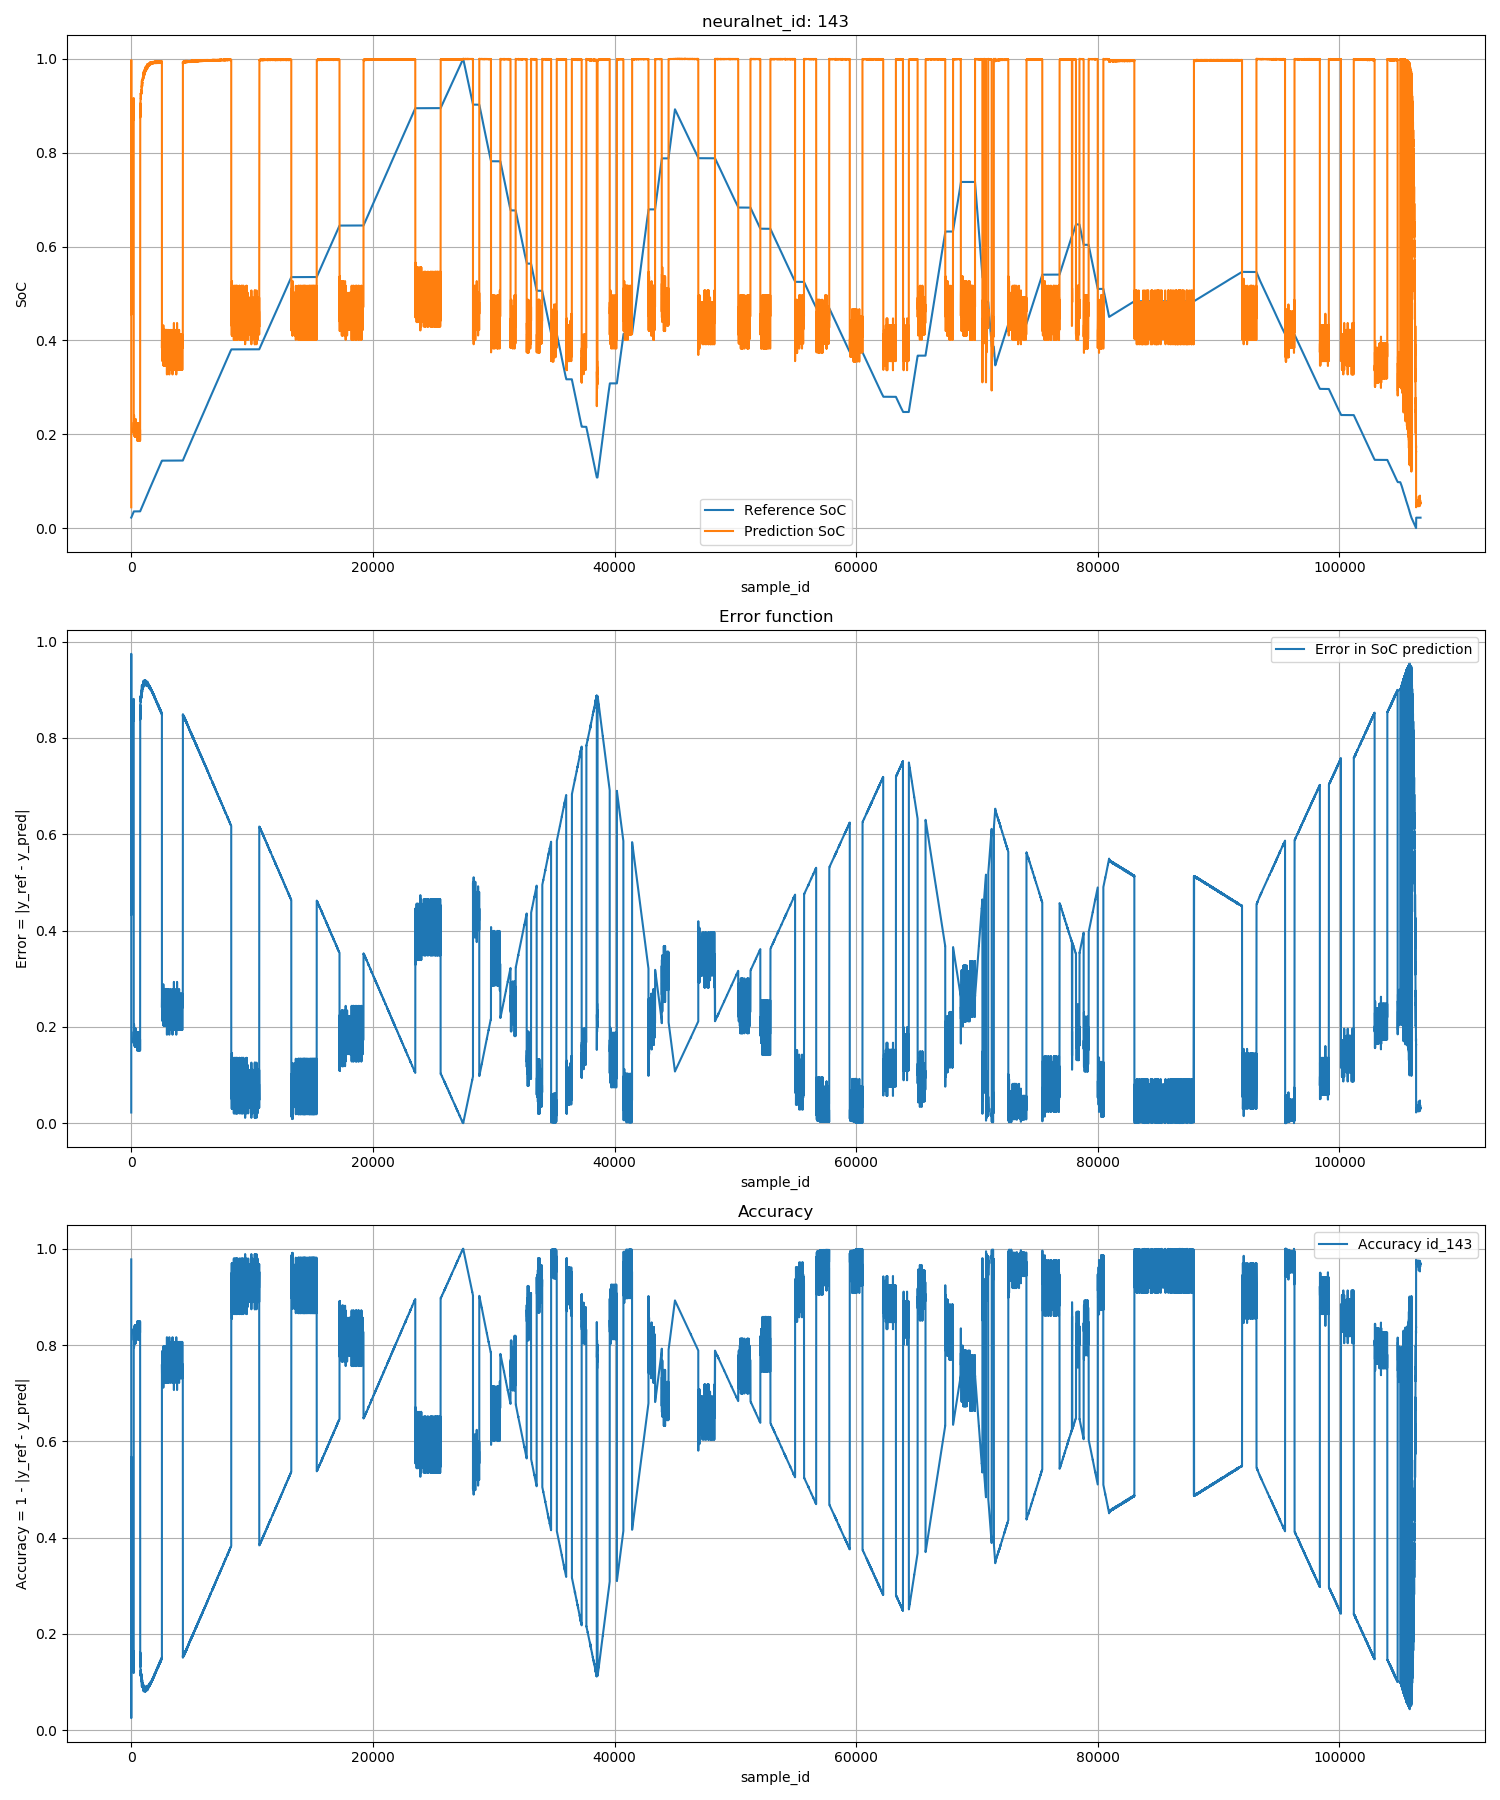 neuralnet_id: 143
SoC
1.0
0.8
0.6
0.4
0.2
0.0
Reference SoC
Prediction SoC
0 20000 40000 60000 80000 100000
sample_id
Error function
Error = |y_ref - y_pred|
1.0
0.8
0.6
0.4
0.2
0.0
Error in SoC prediction
0 20000 40000 60000 80000 100000
sample_id
Accuracy
Accuracy = 1 - |y_ref - y_pred|
1.0
0.8
0.6
0.4
0.2
0.0
Accuracy id_143
0 20000 40000 60000 80000 100000
sample_id